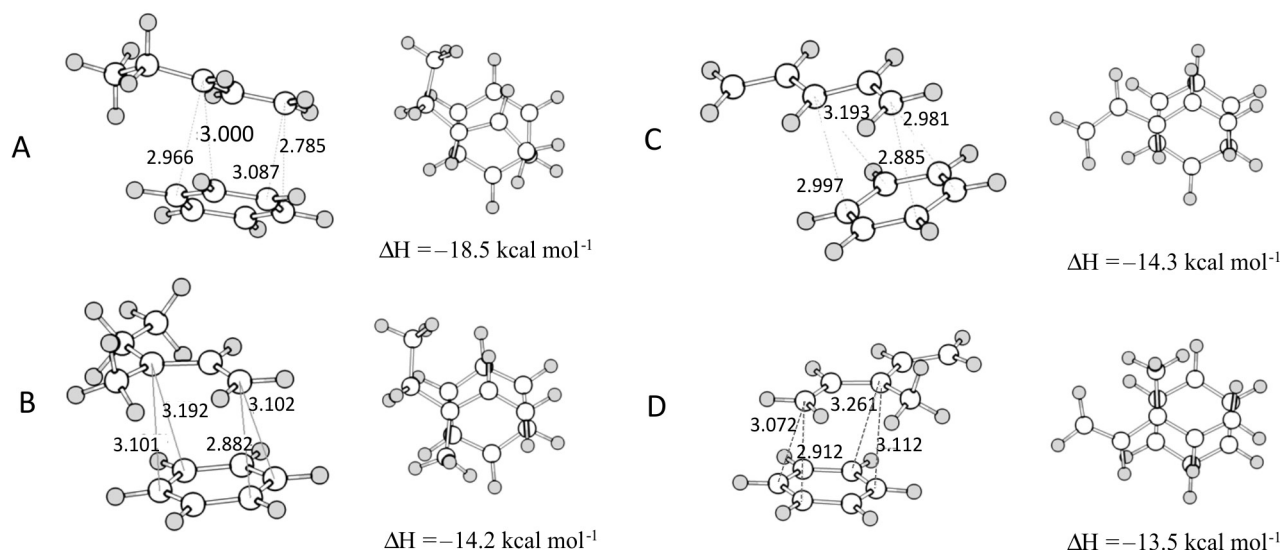 A
3.000
2.966
2.785
3.087
ΔH = –18.5 kcal mol-1
B
3.192
3.102
3.101
2.882
ΔH = –14.2 kcal mol-1
C
3.193
2.981
2.885
2.997
ΔH = –14.3 kcal mol-1
D
3.261
3.072
2.912
3.112
ΔH = –13.5 kcal mol-1